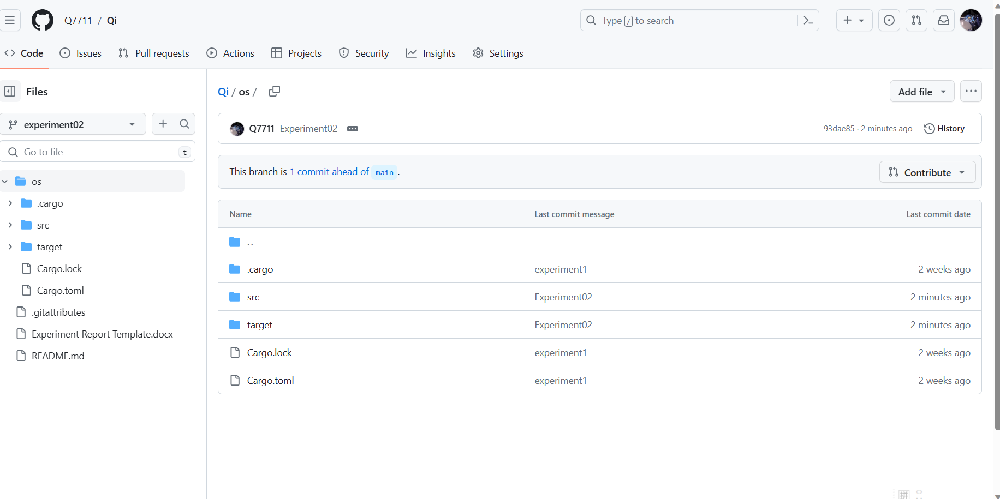 Q7711 / Qi
Type / to search
Code
Issues
Pull requests
Actions
Projects
Security
Insights
Settings
Files
experiment02
Go to file
t
os
.cargo
src
target
Cargo.lock
Cargo.toml
.gitattributes
Experiment Report Template.docx
README.md
Qi / os /
Add file
Q7711 Experiment02
93dae85 · 2 minutes ago
History
This branch is 1 commit ahead of main .
Contribute
Name Last commit message Last commit date
..
.cargo experiment1 2 weeks ago
src Experiment02 2 minutes ago
target Experiment02 2 minutes ago
Cargo.lock experiment1 2 weeks ago
Cargo.toml experiment1 2 weeks ago
拼